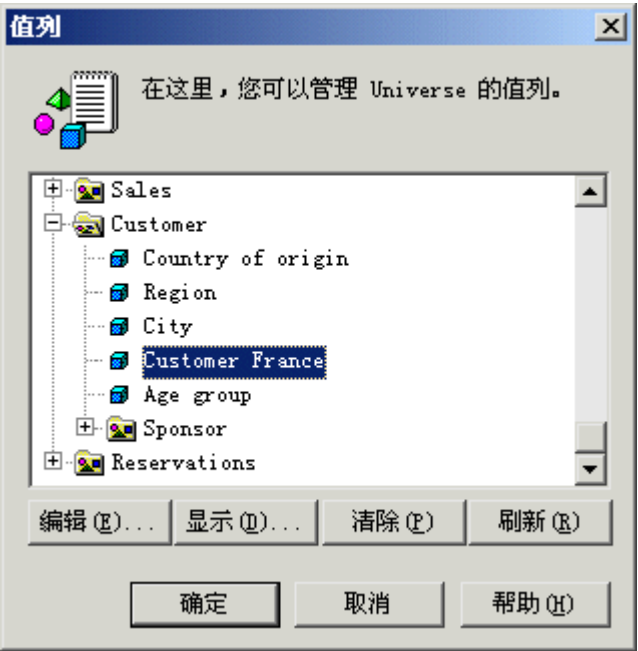 值列
在这里，您可以管理 Universe 的值列。
Sales
Customer
Country of origin
Region
City
Customer France
Age group
Sponsor
Reservations
编辑(E)... 显示(D)... 清除(P) 刷新(R)
确定 取消 帮助(H)